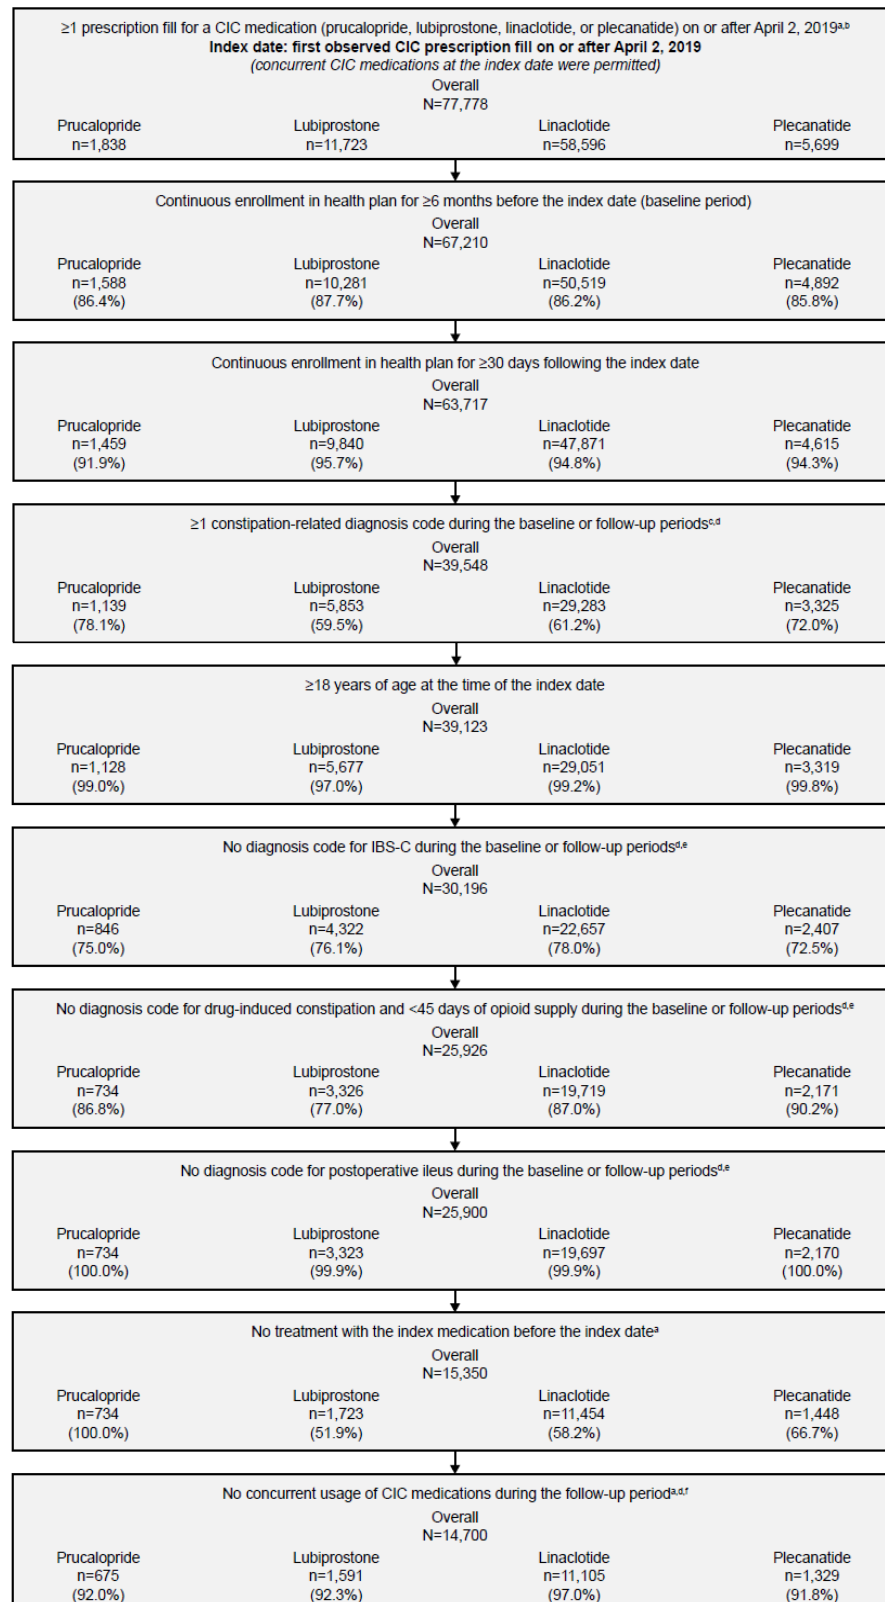 ≥1 prescription fill for a CIC medication (prucalopride, lubiprostone, linaclotide, or plecanatide) on or after April 2, 2019a,b
Index date: first observed CIC prescription fill on or after April 2, 2019
(concurrent CIC medications at the index date were permitted)
Overall
N=77,778
Prucalopride Lubiprostone Linaclotide Plecanatide
n=1,838 n=11,723 n=58,596 n=5,699
Continuous enrollment in health plan for ≥6 months before the index date (baseline period)
Overall
N=67,210
Prucalopride Lubiprostone Linaclotide Plecanatide
n=1,588 n=10,281 n=50,519 n=4,892
(86.4%) (87.7%) (86.2%) (85.8%)
Continuous enrollment in health plan for ≥30 days following the index date
Overall
N=63,717
Prucalopride Lubiprostone Linaclotide Plecanatide
n=1,459 n=9,840 n=47,871 n=4,615
(91.9%) (95.7%) (94.8%) (94.3%)
≥1 constipation-related diagnosis code during the baseline or follow-up periodsc,d
Overall
N=39,548
Prucalopride Lubiprostone Linaclotide Plecanatide
n=1,139 n=5,853 n=29,283 n=3,325
(78.1%) (59.5%) (61.2%) (72.0%)
≥18 years of age at the time of the index date
Overall
N=39,123
Prucalopride Lubiprostone Linaclotide Plecanatide
n=1,128 n=5,677 n=29,051 n=3,319
(99.0%) (97.0%) (99.2%) (99.8%)
No diagnosis code for IBS-C during the baseline or follow-up periodsd,e
Overall
N=30,196
Prucalopride Lubiprostone Linaclotide Plecanatide
n=846 n=4,322 n=22,657 n=2,407
(75.0%) (76.1%) (78.0%) (72.5%)
No diagnosis code for drug-induced constipation and <45 days of opioid supply during the baseline or follow-up periodsd,e
Overall
N=25,926
Prucalopride Lubiprostone Linaclotide Plecanatide
n=734 n=3,326 n=19,719 n=2,171
(86.8%) (77.0%) (87.0%) (90.2%)
No diagnosis code for postoperative ileus during the baseline or follow-up periodsd,e
Overall
N=25,900
Prucalopride Lubiprostone Linaclotide Plecanatide
n=734 n=3,323 n=19,697 n=2,170
(100.0%) (99.9%) (99.9%) (100.0%)
No treatment with the index medication before the index datea
Overall
N=15,350
Prucalopride Lubiprostone Linaclotide Plecanatide
n=734 n=1,723 n=11,454 n=1,448
(100.0%) (51.9%) (58.2%) (66.7%)
No concurrent usage of CIC medications during the follow-up perioda,d,f
Overall
N=14,700
Prucalopride Lubiprostone Linaclotide Plecanatide
n=675 n=1,591 n=11,105 n=1,329
(92.0%) (92.3%) (97.0%) (91.8%)